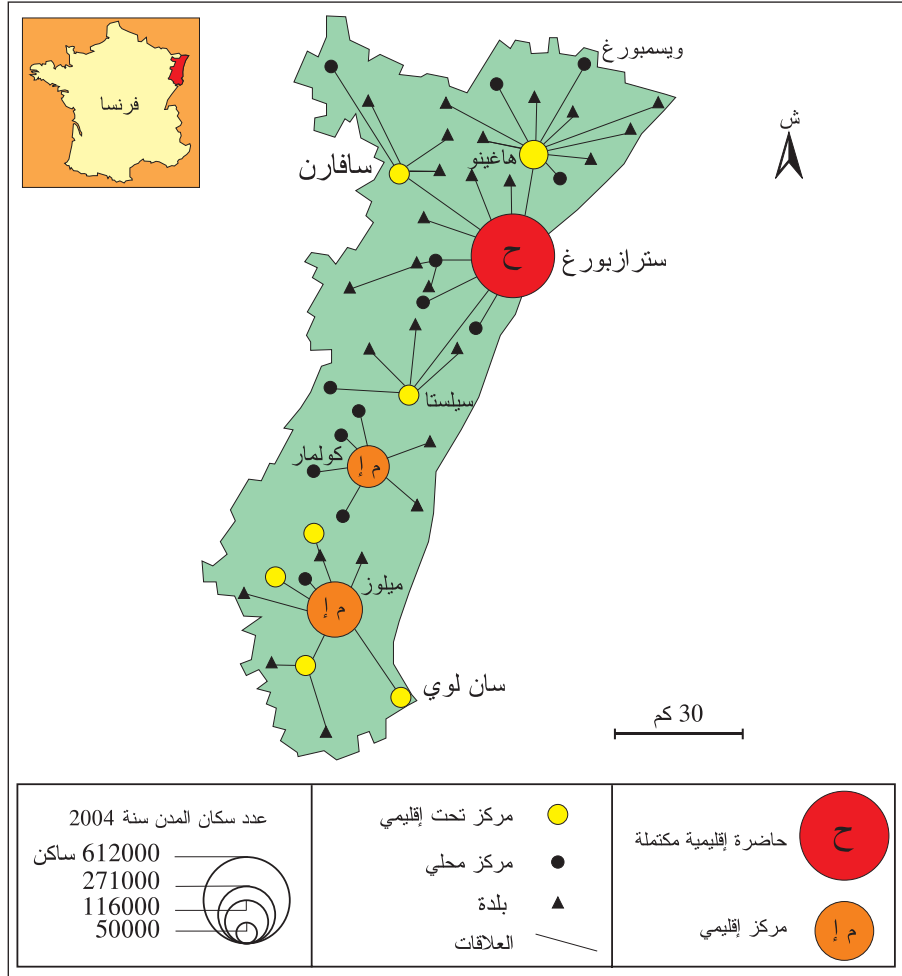 فرنسا
ويسمبورغ
ش
هاغينو
سافارن
ح
سترازبورغ
سيلستا
كولمار
م إ
ميلوز
م إ
سان لوي
30 كم
حاضرة إقليمية مكتملة
ح
مركز إقليمي
م إ
مركز تحت إقليمي
مركز محلي
بلدة
العلاقات
عدد سكان المدن سنة 2004
612000 ساكن
271000
116000
50000